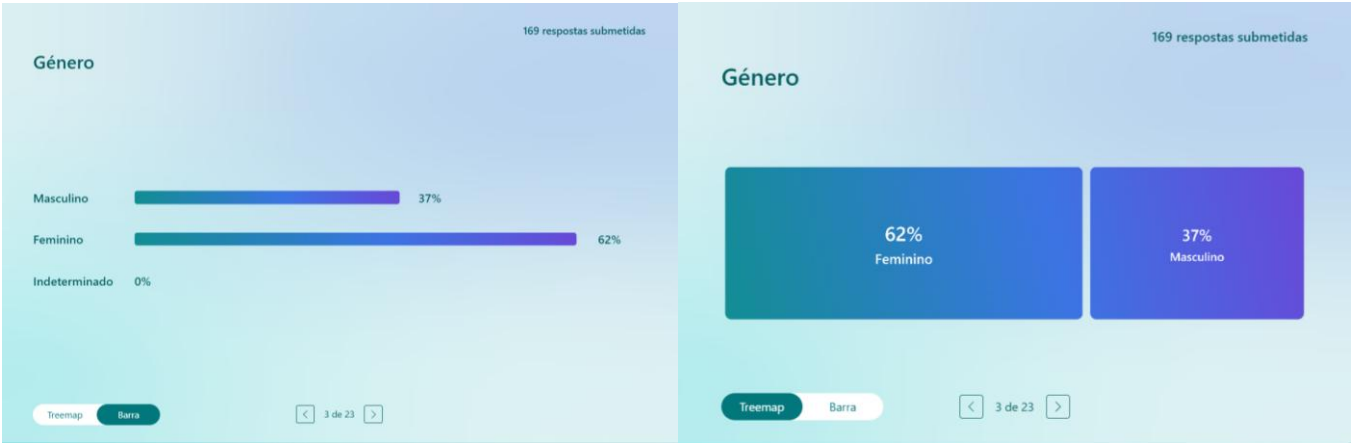 169 respostas submetidas
Género
Masculino 37%
Feminino 62%
Indeterminado 0%
Treemap Barra < 3 de 23 >
169 respostas submetidas
Género
62%
Feminino
37%
Masculino
Treemap Barra < 3 de 23 >